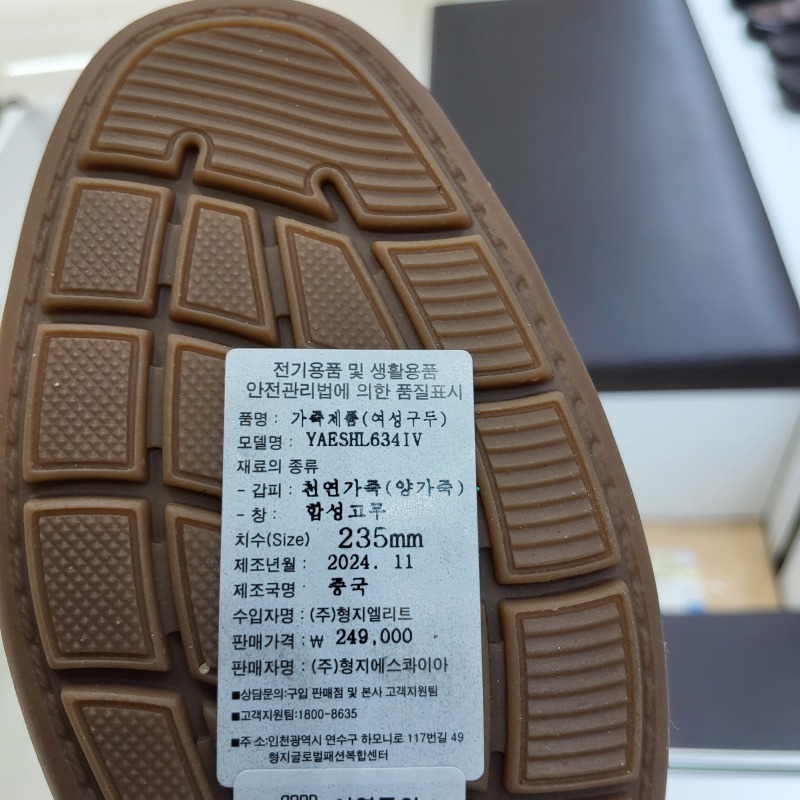 전기용품 및 생활용품
안전관리법에 의한 품질표시
품명 : 가죽제품(여성구두)
모델명 : YAESHL634IV
재료의 종류
- 갑피 : 천연가죽(양가죽)
- 창 : 합성고무
치수(Size) 235mm
제조년월 : 2024. 11
제조국명 : 중국
수입자명 : (주)형지엘리트
판매가격 : ₩ 249,000
판매자명 : (주)형지에스콰이아
■상담문의:구입 판매점 및 본사 고객지원팀
■고객지원팀:1800-8635
■주 소:인천광역시 연수구 하모니로 117번길 49
형지글로벌패션복합센터